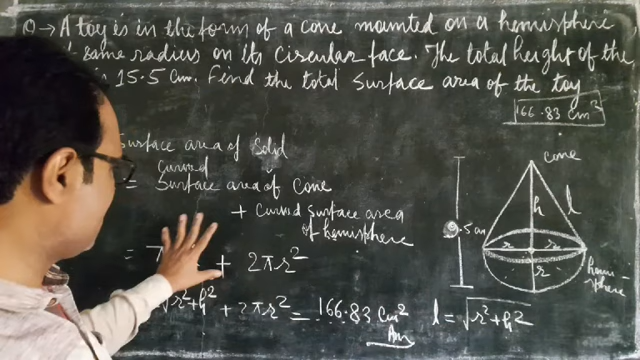 Q → A toy is in the form of a cone mounted on a hemisphere
same radius on its circular face. The total height of the
15.5 cm. Find the total surface area of the toy
166.83 cm²
Surface area of Solid
= Curved Surface area of Cone
+ Curved Surface area
of hemisphere
= + 2πr²
√r²+h² + 2πr² = 166.83 cm²
Ans
cone
h
l
.5 cm
r
r
r
hemi-
sphere
l = √r²+h²